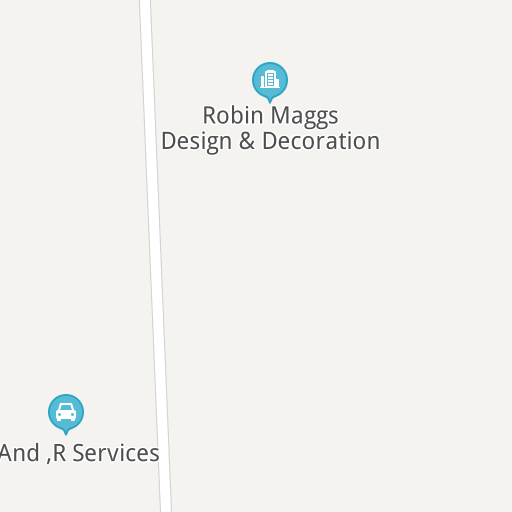 Robin Maggs
Design & Decoration
And ,R Services